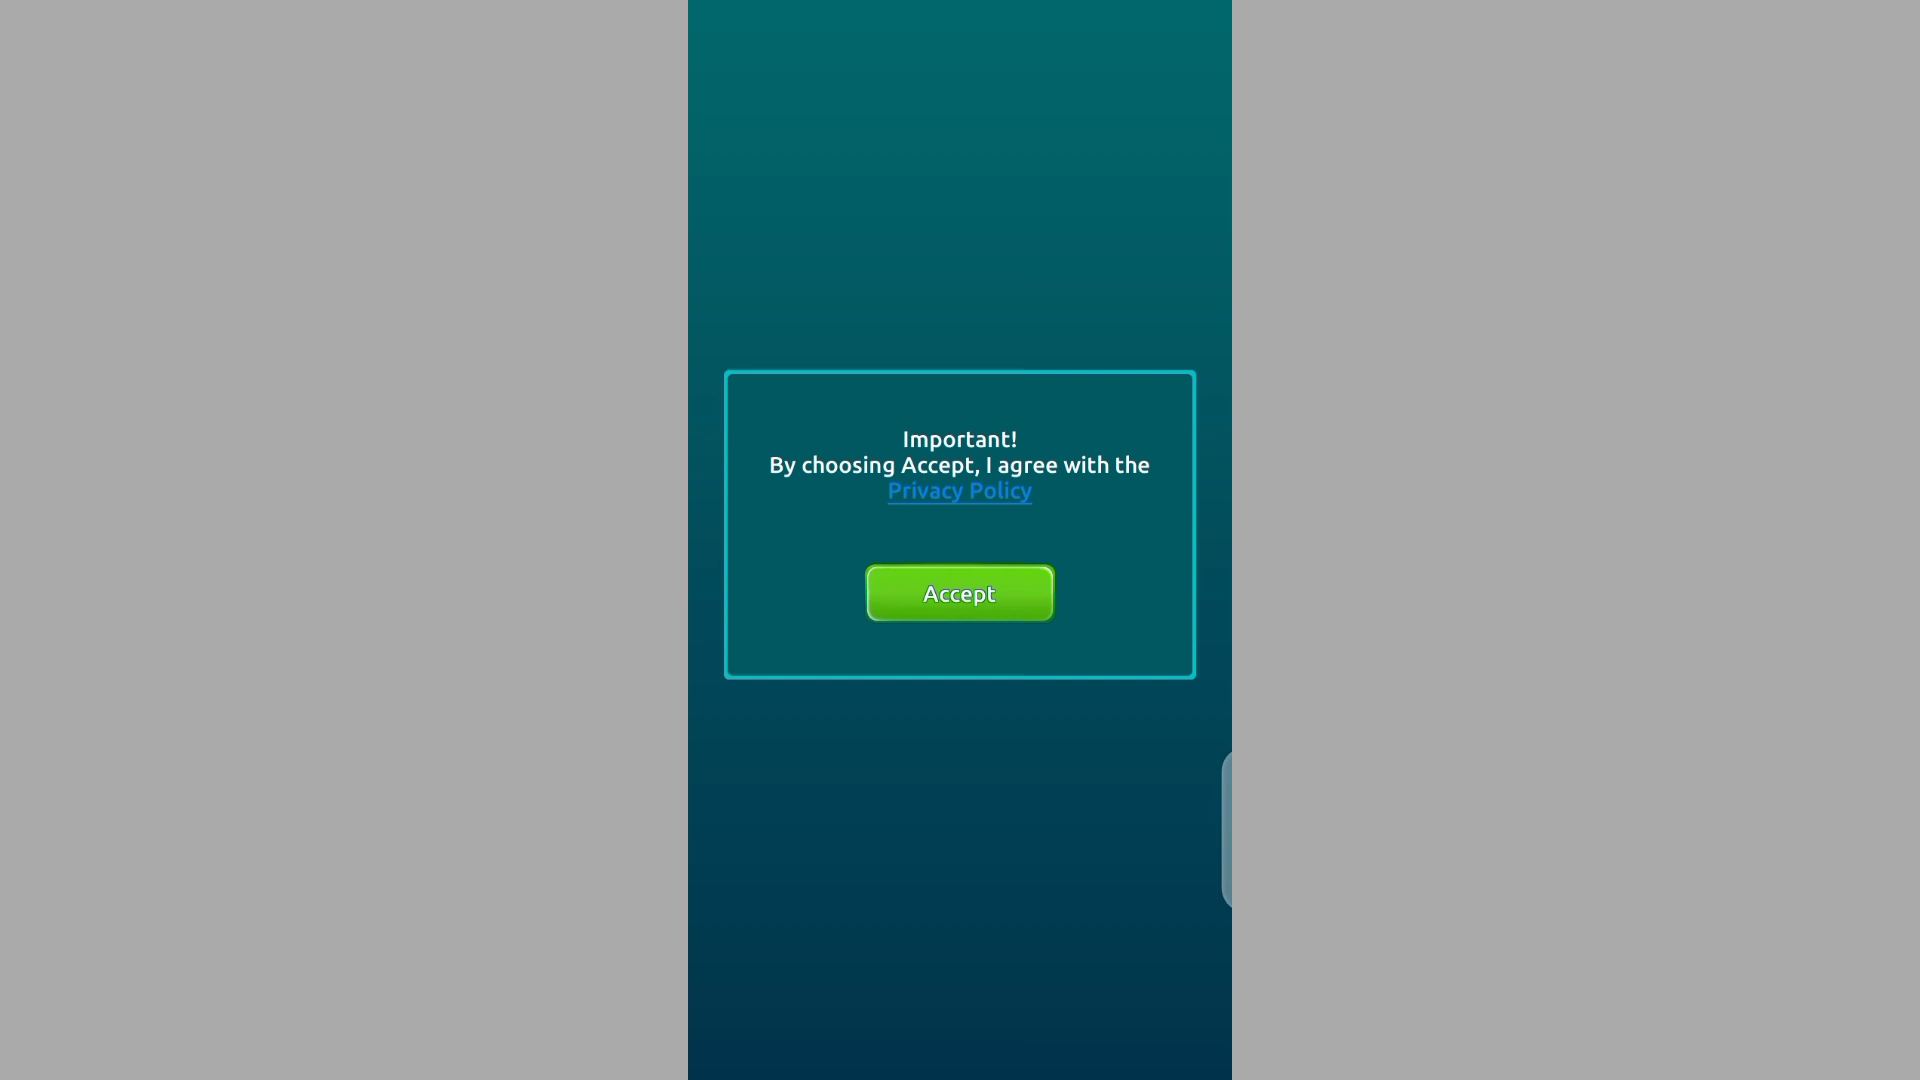 Important!
By choosing Accept, I agree with the
Privacy Policy
Accept